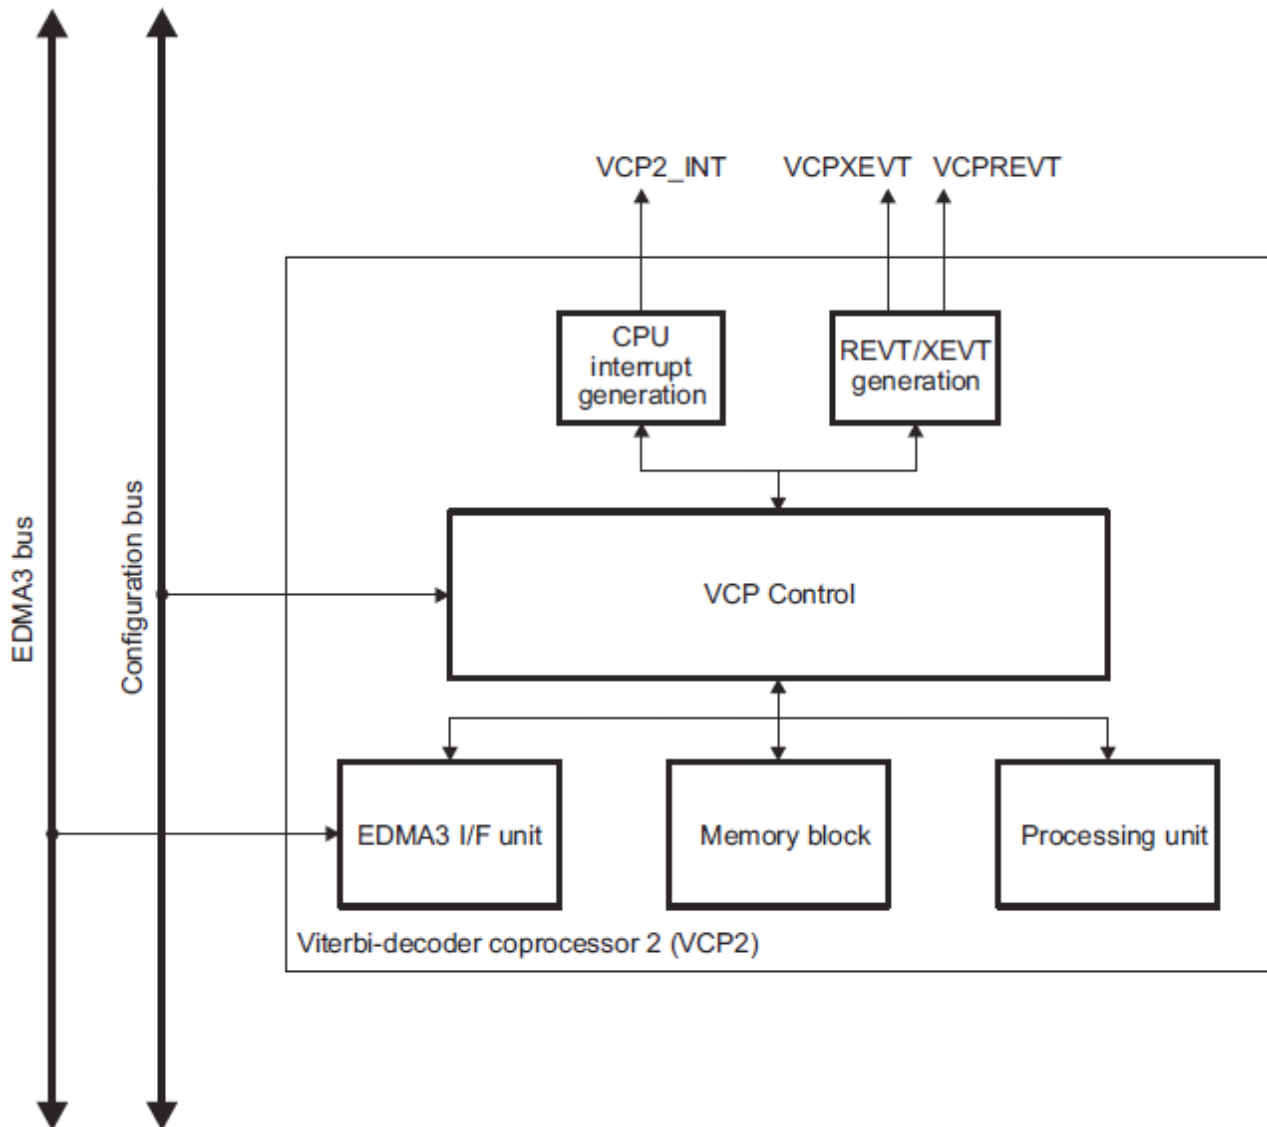 VCP2_INT
VCPXEVT
VCPREVT
CPU
interrupt
generation
REVT/XEVT
generation
EDMA3 bus
Configuration bus
VCP Control
EDMA3 I/F unit
Memory block
Processing unit
Viterbi-decoder coprocessor 2 (VCP2)